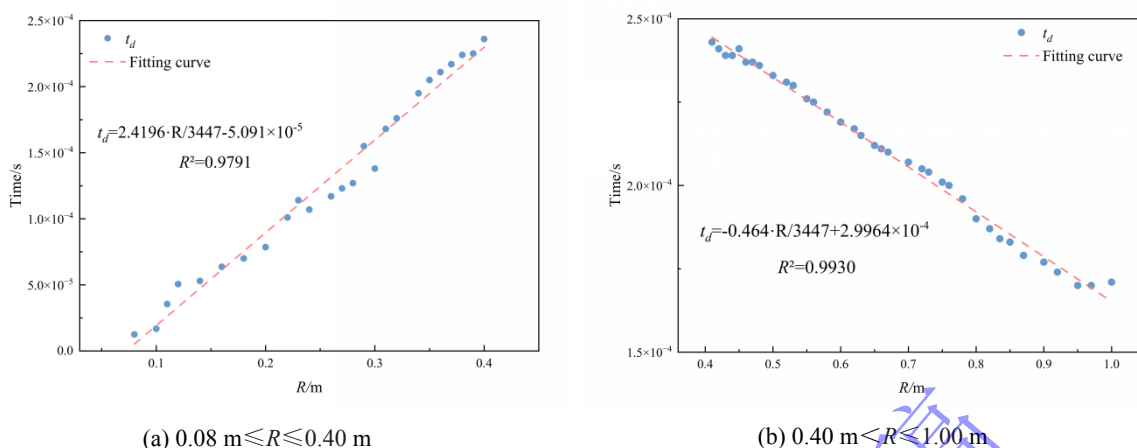 2.5×10⁻⁴
2.0×10⁻⁴
1.5×10⁻⁴
1.0×10⁻⁴
5.0×10⁻⁵
0.0
Time/s
t_d
Fitting curve
t_d=2.4196·R/3447-5.091×10⁻⁵
R²=0.9791
0.1 0.2 0.3 0.4
R/m
(a) 0.08 m≤R≤0.40 m
2.5×10⁻⁴
2.0×10⁻⁴
1.5×10⁻⁴
Time/s
t_d
Fitting curve
t_d=-0.464·R/3447+2.9964×10⁻⁴
R²=0.9930
0.4 0.5 0.6 0.7 0.8 0.9 1.0
R/m
(b) 0.40 m<R≤1.00 m